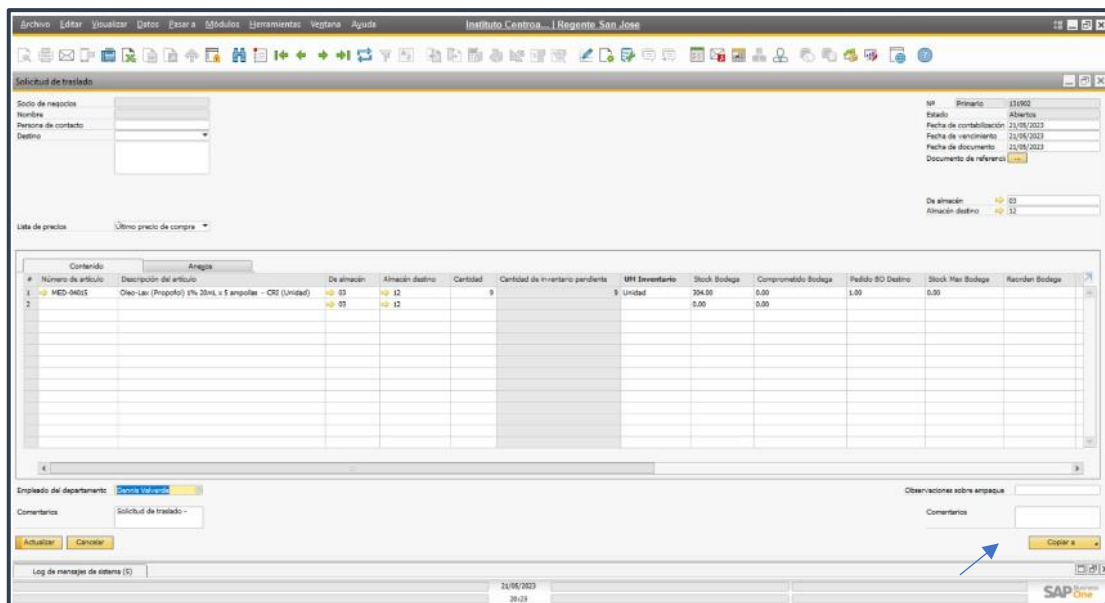 Archivo Editar Visualizar Datos Pasar a Módulos Herramientas Ventana Ayuda Instituto Centroa... | Regente San Jose
Solicitud de traslado
Socio de negocios Nº Primario 131902
Nombre Estado Abiertos
Persona de contacto Fecha de contabilización 21/05/2023
Destino Fecha de vencimiento 21/05/2023
Fecha de documento 21/05/2023
Documento de referenci ...
De almacén 03
Almacén destino 12
Lista de precios Último precio de compra
Contenido Anexos
# Número de artículo Descripción del artículo De almacén Almacén destino Cantidad Cantidad de inventario pendiente UM Inventario Stock Bodega Comprometido Bodega Pedido BO Destino Stock Max Bodega Reorden Bodega
1 MED-04015 Oleo-Lax (Propofol) 1% 20mL x 5 ampollas - CRI (Unidad) 03 12 9 9 Unidad 304.00 0.00 1.00 0.00
2 03 12 0.00 0.00
Empleado del departamento Dennis Valverde Observaciones sobre empaque
Comentarios Solicitud de traslado - Comentarios
Actualizar Cancelar Copiar a
Log de mensajes de sistema (5)
21/05/2023
20:23
SAP Business One